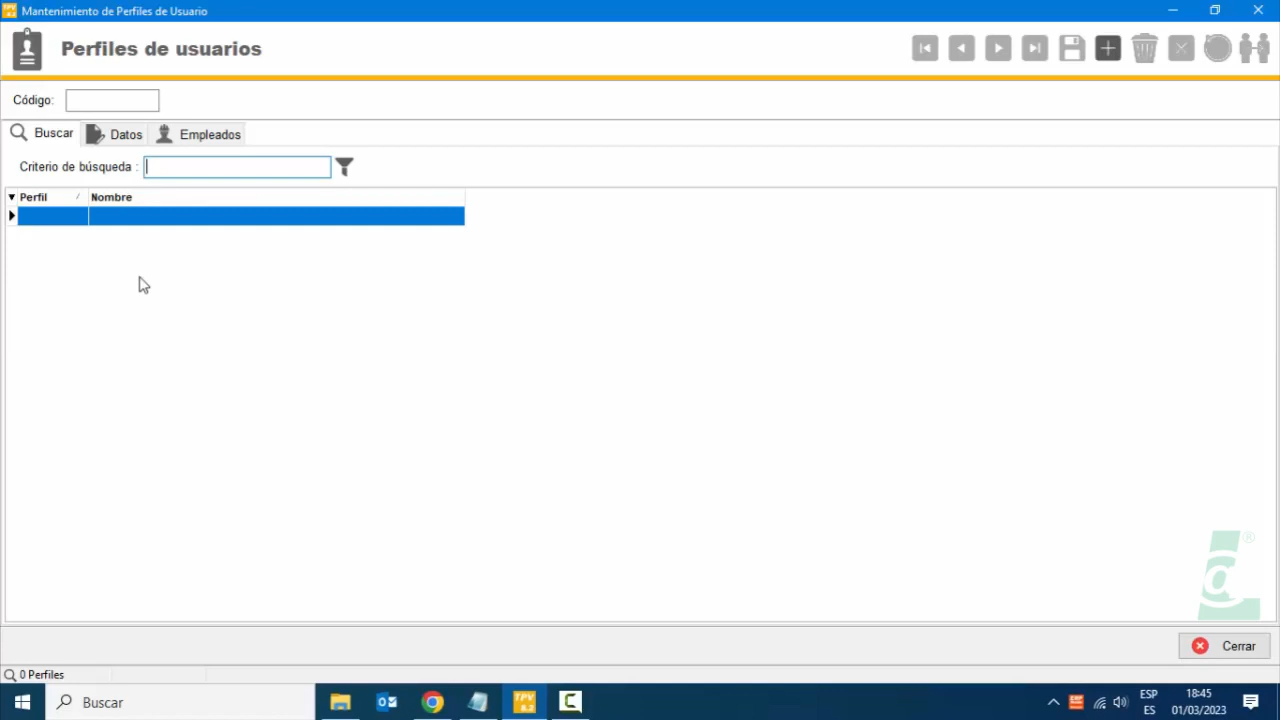 Mantenimiento de Perfiles de Usuario
Perfiles de usuarios
Código:
Buscar Datos Empleados
Criterio de búsqueda :
Perfil Nombre
Cerrar
0 Perfiles
Buscar
ESP
ES
18:45
01/03/2023